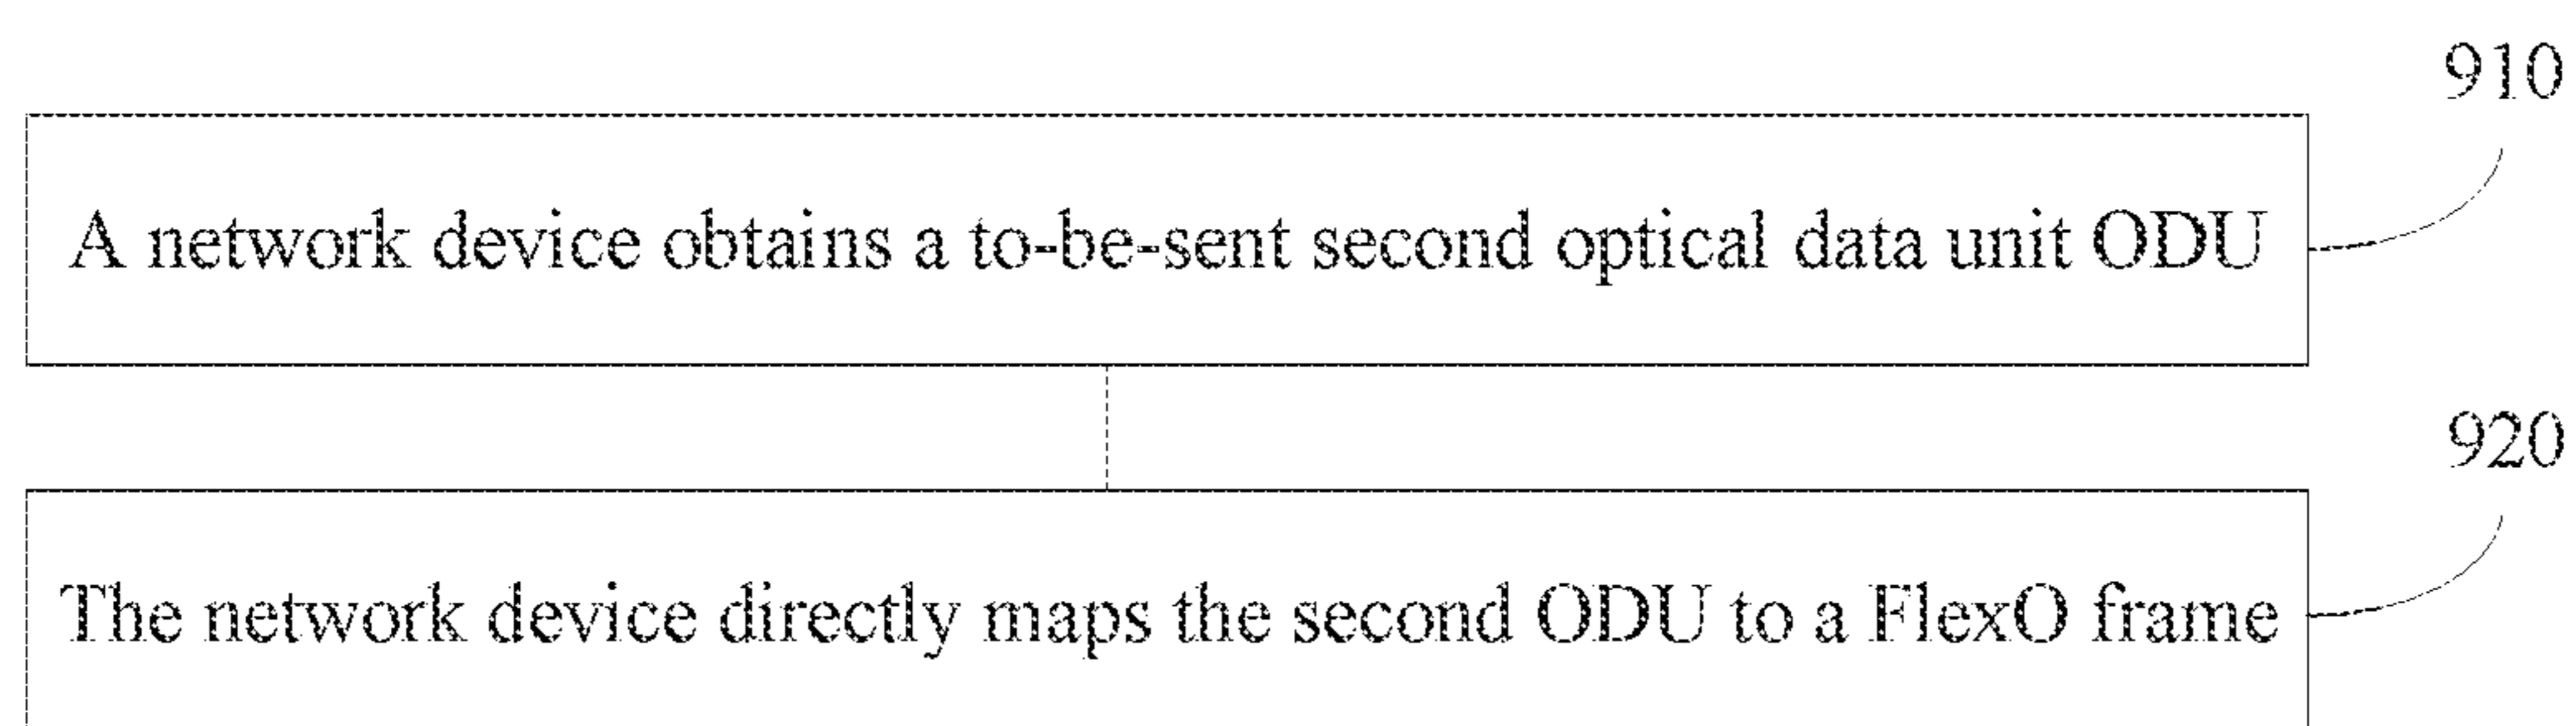 910
A network device obtains a to-be-sent second optical data unit ODU
920
The network device directly maps the second ODU to a FlexO frame